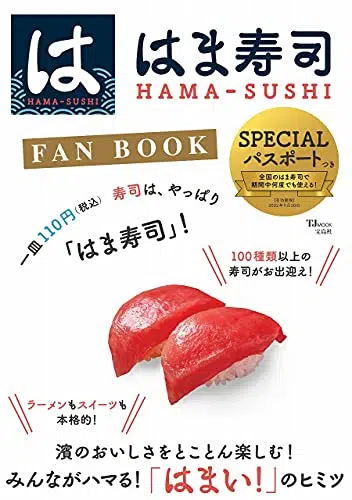 は
HAMA-SUSHI
はま寿司
HAMA-SUSHI
FAN BOOK
SPECIAL
パスポートつき
全国のはま寿司で
期間中何度でも使える!
TJMOOK
宝島社
一皿110円(税込)
寿司は、やっぱり
「はま寿司」!
100種類以上の
寿司がお出迎え!
ラーメンもスイーツも
本格的!
濱のおいしさをとことん楽しむ!
みんながハマる!「はまい!」のヒミツ